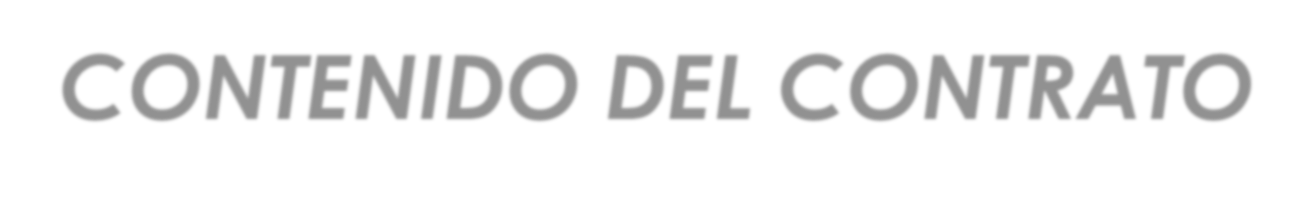 CONTENIDO DEL CONTRATO